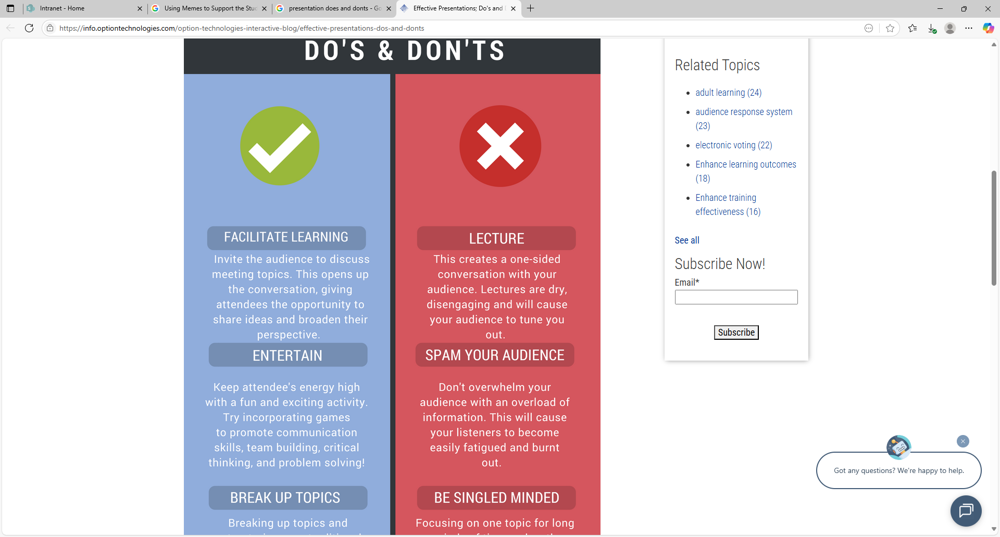 Intranet - Home
Using Memes to Support the Stud
presentation does and donts - Go
Effective Presentations; Do's and D
https://info.optiontechnologies.com/option-technologies-interactive-blog/effective-presentations-dos-and-donts
DO'S & DON'TS
FACILITATE LEARNING
Invite the audience to discuss
meeting topics. This opens up
the conversation, giving
attendees the opportunity to
share ideas and broaden their
perspective.
ENTERTAIN
Keep attendee's energy high
with a fun and exciting activity.
Try incorporating games
to promote communication
skills, team building, critical
thinking, and problem solving!
BREAK UP TOPICS
Breaking up topics and
LECTURE
This creates a one-sided
conversation with your
audience. Lectures are dry,
disengaging and will cause
your audience to tune you
out.
SPAM YOUR AUDIENCE
Don't overwhelm your
audience with an overload of
information. This will cause
your listeners to become
easily fatigued and burnt
out.
BE SINGLED MINDED
Focusing on one topic for long
Related Topics
adult learning (24)
audience response system
(23)
electronic voting (22)
Enhance learning outcomes
(18)
Enhance training
effectiveness (16)
See all
Subscribe Now!
Email*
Subscribe
Got any questions? We're happy to help.